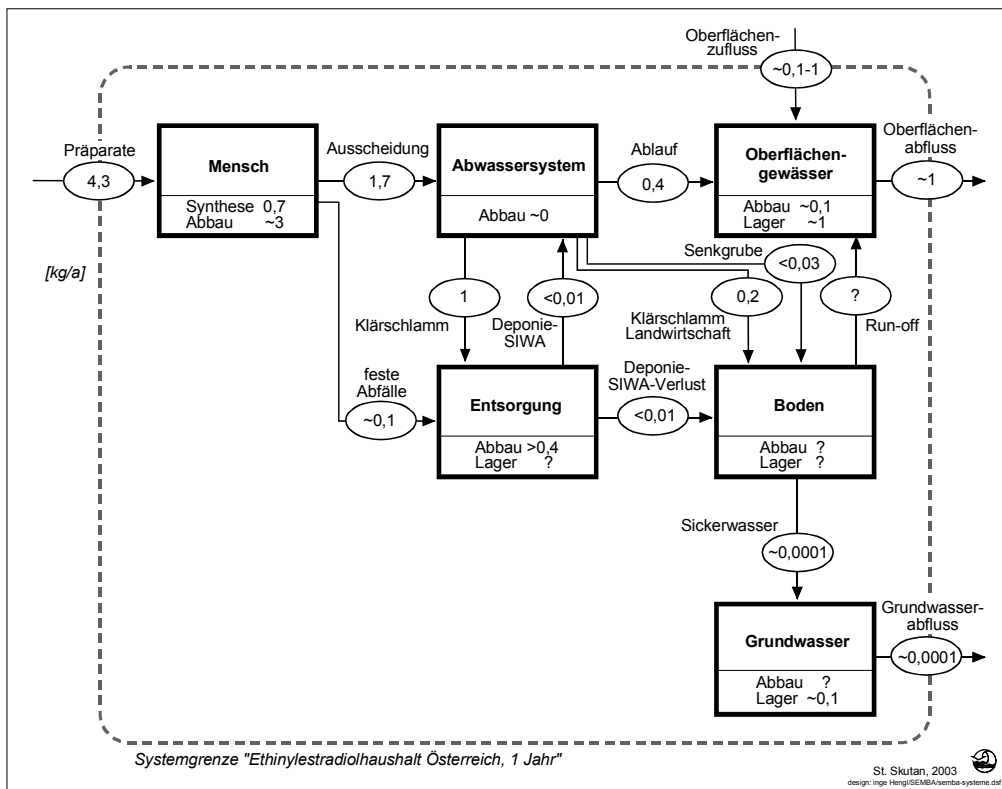 Oberflächen-
zufluss
~0,1-1
Präparate
4,3
Mensch
Synthese 0,7
Abbau ~3
Ausscheidung
1,7
Abwassersystem
Abbau ~0
Ablauf
0,4
Oberflächen-
gewässer
Abbau ~0,1
Lager ~1
Oberflächen-
abfluss
~1
[kg/a]
Klärschlamm
1
Deponie-
SIWA
<0,01
Senkgrube
<0,03
Klärschlamm
Landwirtschaft
0,2
?
Run-off
feste
Abfälle
~0,1
Entsorgung
Abbau >0,4
Lager ?
Deponie-
SIWA-Verlust
<0,01
Boden
Abbau ?
Lager ?
Sickerwasser
~0,0001
Grundwasser
Abbau ?
Lager ~0,1
Grundwasser-
abfluss
~0,0001
Systemgrenze "Ethinylestradiolhaushalt Österreich, 1 Jahr"
St. Skutan, 2003
design: inge Hengl/SEMBA/semba-systeme.dsf